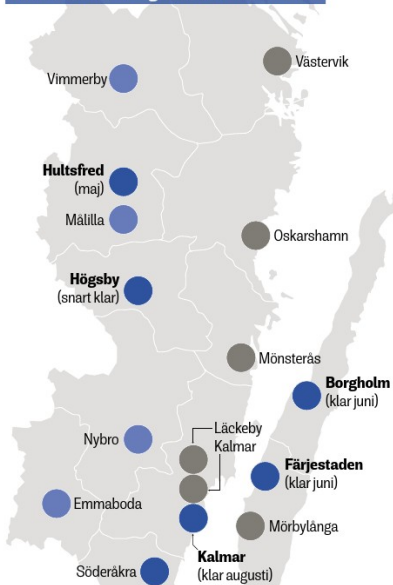 Västervik
Vimmerby
Hultsfred
(maj)
Målilla
Oskarshamn
Högsby
(snart klar)
Mönsterås
Borgholm
(klar juni)
Läckeby
Kalmar
Nybro
Färjestaden
(klar juni)
Emmaboda
Mörbylånga
Kalmar
(klar augusti)
Söderåkra